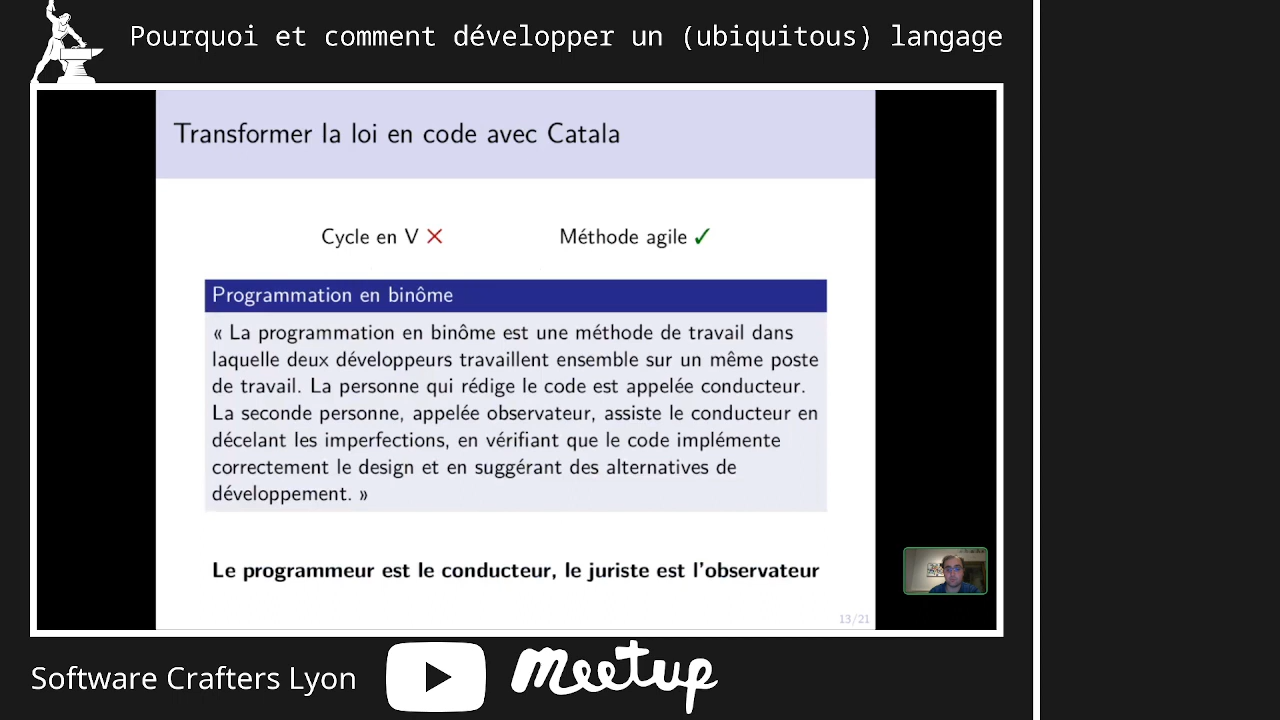 Pourquoi et comment développer un (ubiquitous) langage
Transformer la loi en code avec Catala
Cycle en V ✕ Méthode agile ✓
Programmation en binôme
« La programmation en binôme est une méthode de travail dans
laquelle deux développeurs travaillent ensemble sur un même poste
de travail. La personne qui rédige le code est appelée conducteur.
La seconde personne, appelée observateur, assiste le conducteur en
décelant les imperfections, en vérifiant que le code implémente
correctement le design et en suggérant des alternatives de
développement. »
Le programmeur est le conducteur, le juriste est l'observateur
13/21
Software Crafters Lyon
meetup